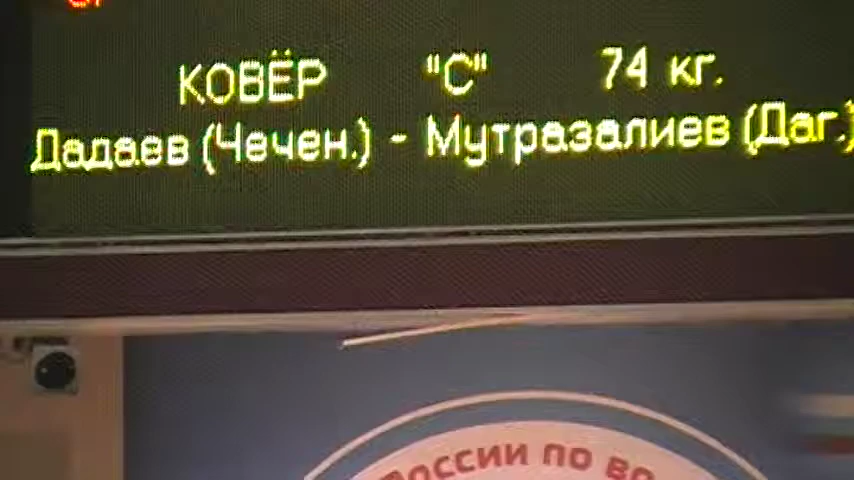 КОВЁР "С" 74 кг.
Дадаев (Чечен.) - Мутразалиев (Даг.)
России по во